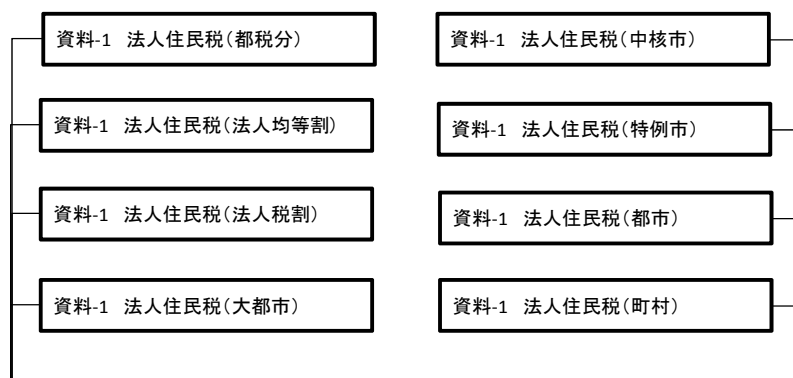 資料-1 法人住民税(都税分)
資料-1 法人住民税(法人均等割)
資料-1 法人住民税(法人税割)
資料-1 法人住民税(大都市)
資料-1 法人住民税(中核市)
資料-1 法人住民税(特例市)
資料-1 法人住民税(都市)
資料-1 法人住民税(町村)